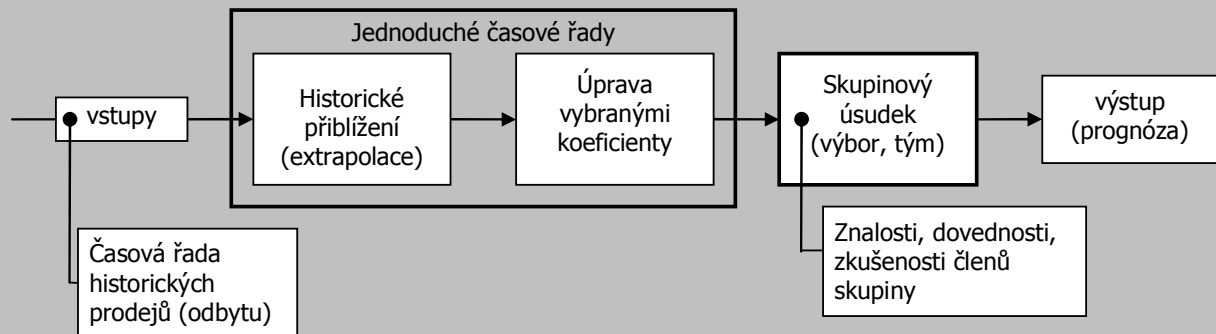 Jednoduché časové řady
vstupy
Historické
přiblížení
(extrapolace)
Úprava
vybranými
koeficienty
Skupinový
úsudek
(výbor, tým)
výstup
(prognóza)
Časová řada
historických
prodejů (odbytu)
Znalosti, dovednosti,
zkušenosti členů
skupiny